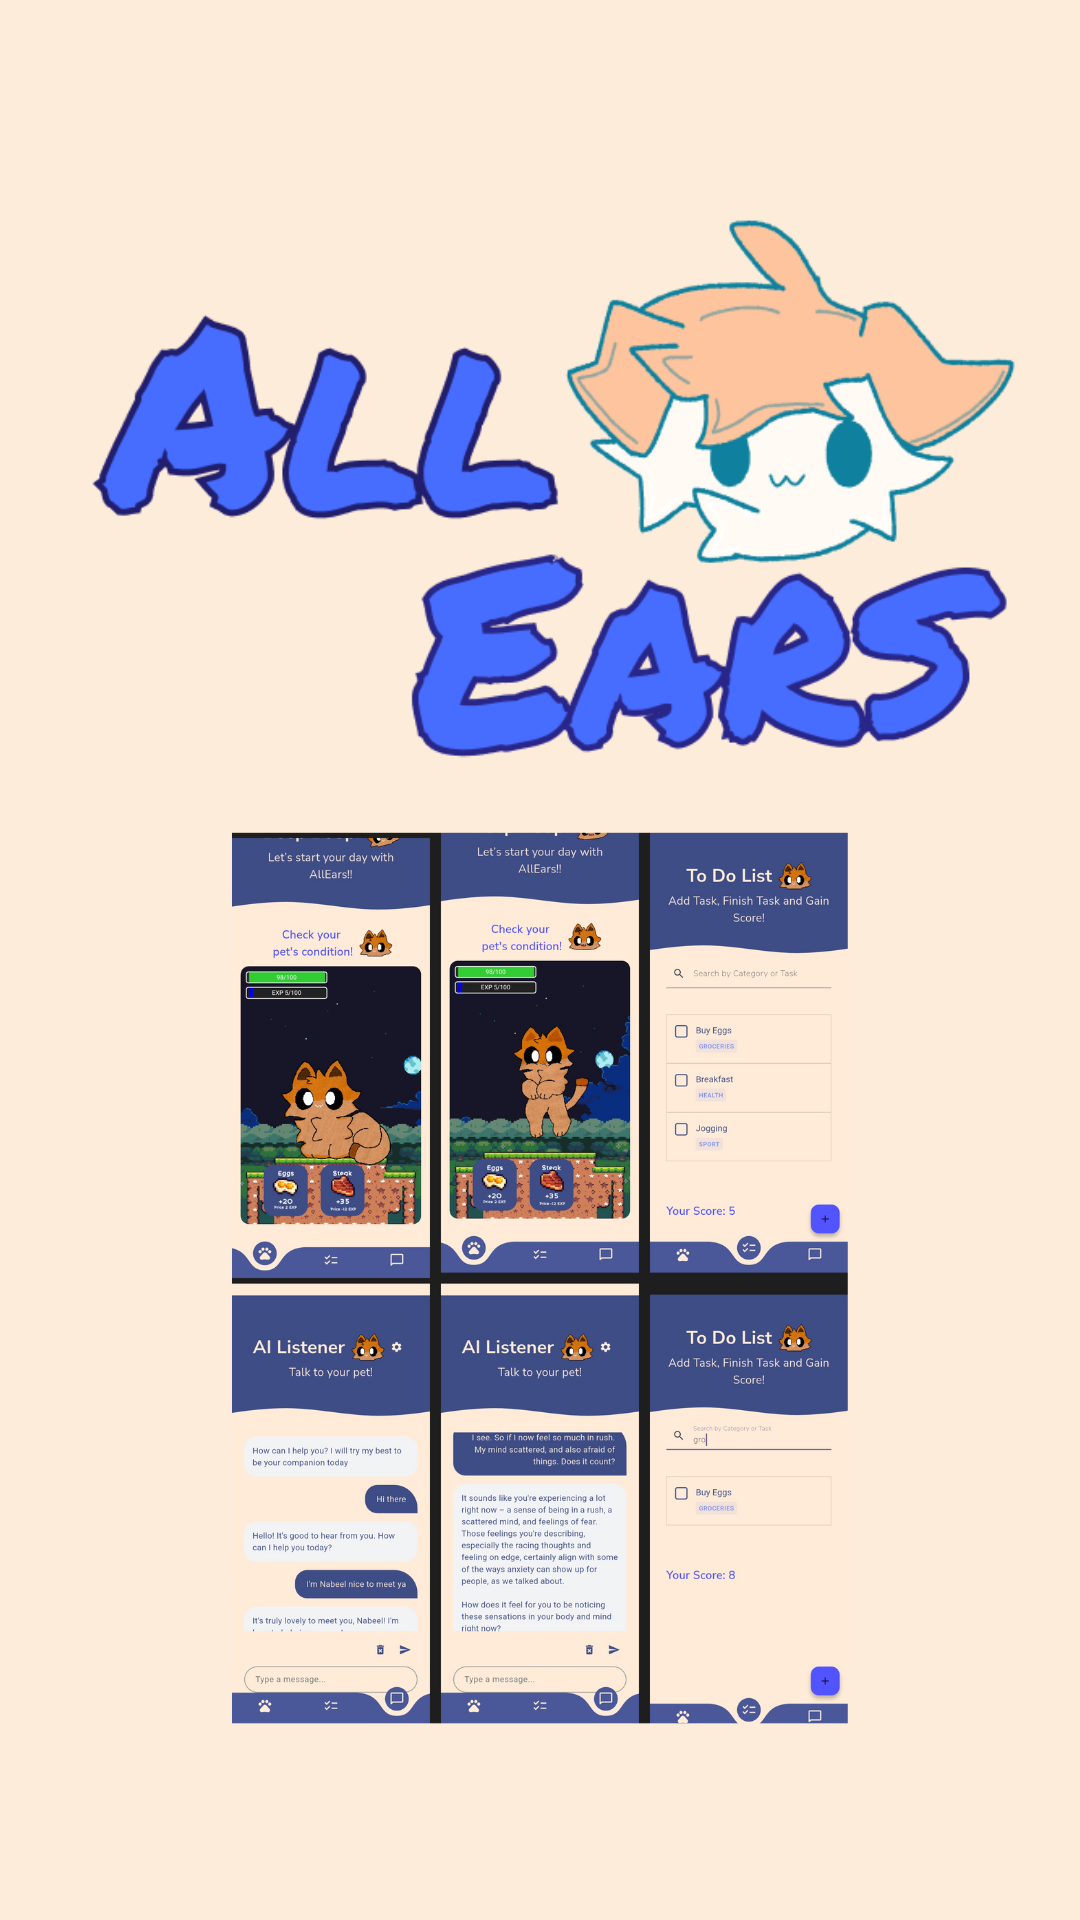 ALL
EARS
Let's start your day with
AllEars!!
Check your
pet's condition!
98/100
EXP 5/100
Eggs
+20
Price 2 EXP
Steak
+35
Price -12 EXP
Let's start your day with
AllEars!!
Check your
pet's condition!
98/100
EXP 5/100
Eggs
+20
Price 2 EXP
Steak
+35
Price -12 EXP
To Do List
Add Task, Finish Task and Gain
Score!
Search by Category or Task
Buy Eggs
GROCERIES
Breakfast
HEALTH
Jogging
SPORT
Your Score: 5
+
AI Listener
Talk to your pet!
How can I help you? I will try my best to
be your companion today
Hi there
Hello! It's good to hear from you. How
can I help you today?
I'm Nabeel nice to meet ya
It's truly lovely to meet you, Nabeel! I'm
Type a message...
AI Listener
Talk to your pet!
I see. So if I now feel so much in rush.
My mind scattered, and also afraid of
things. Does it count?
It sounds like you're experiencing a lot
right now – a sense of being in a rush, a
scattered mind, and feelings of fear.
Those feelings you're describing,
especially the racing thoughts and
feeling on edge, certainly align with some
of the ways anxiety can show up for
people, as we talked about.
How does it feel for you to be noticing
these sensations in your body and mind
right now?
Type a message...
To Do List
Add Task, Finish Task and Gain
Score!
Search by Category or Task
gro
Buy Eggs
GROCERIES
Your Score: 8
+